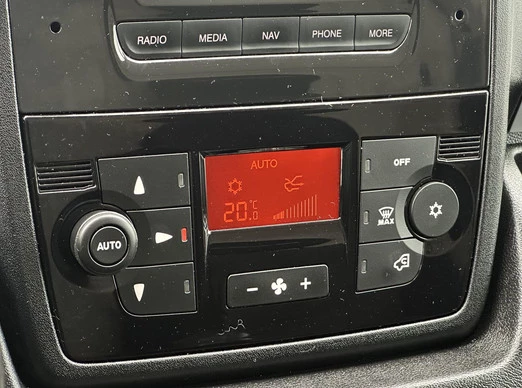 RADIO MEDIA NAV PHONE MORE
AUTO
OFF
20.0 °C
MAX
AUTO
- +